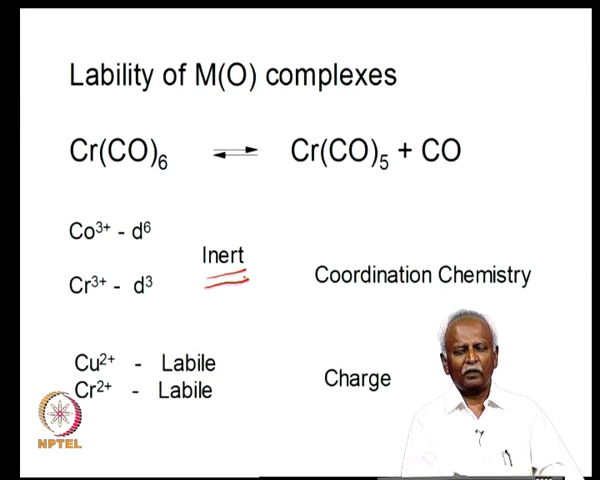 Lability of M(O) complexes
Cr(CO)₆ ⇌ Cr(CO)₅ + CO
Co³⁺ - d⁶
Inert
Cr³⁺ - d³
Coordination Chemistry
Cu²⁺ - Labile
Cr²⁺ - Labile
Charge
NPTEL